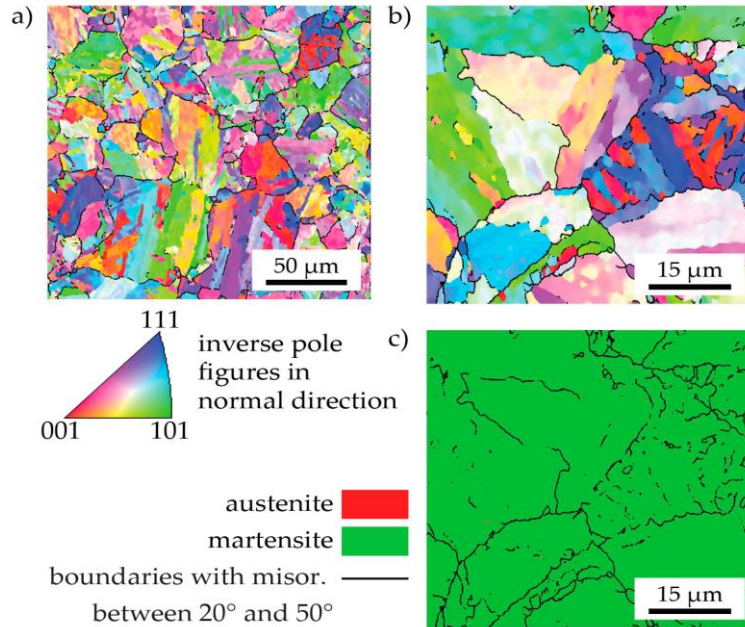 a)
b)
50 µm
15 µm
111
inverse pole
figures in
normal direction
001
101
c)
austenite
martensite
boundaries with misor.
between 20° and 50°
15 µm